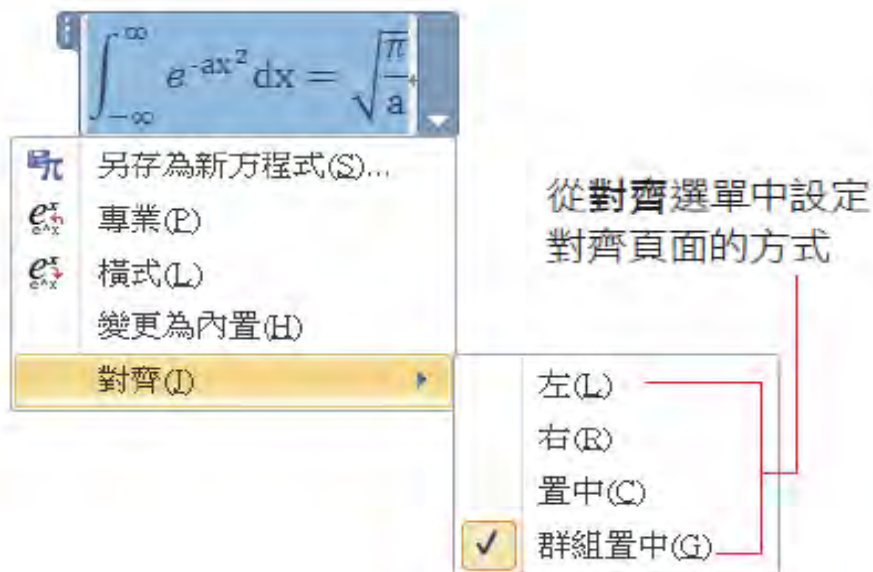 ∫_{-∞}^{∞} e^{-ax²} dx = √(π/a)
另存為新方程式(S)...
專業(P)
橫式(L)
變更為內置(H)
對齊(J)
左(L)
右(R)
置中(C)
群組置中(G)
從對齊選單中設定
對齊頁面的方式